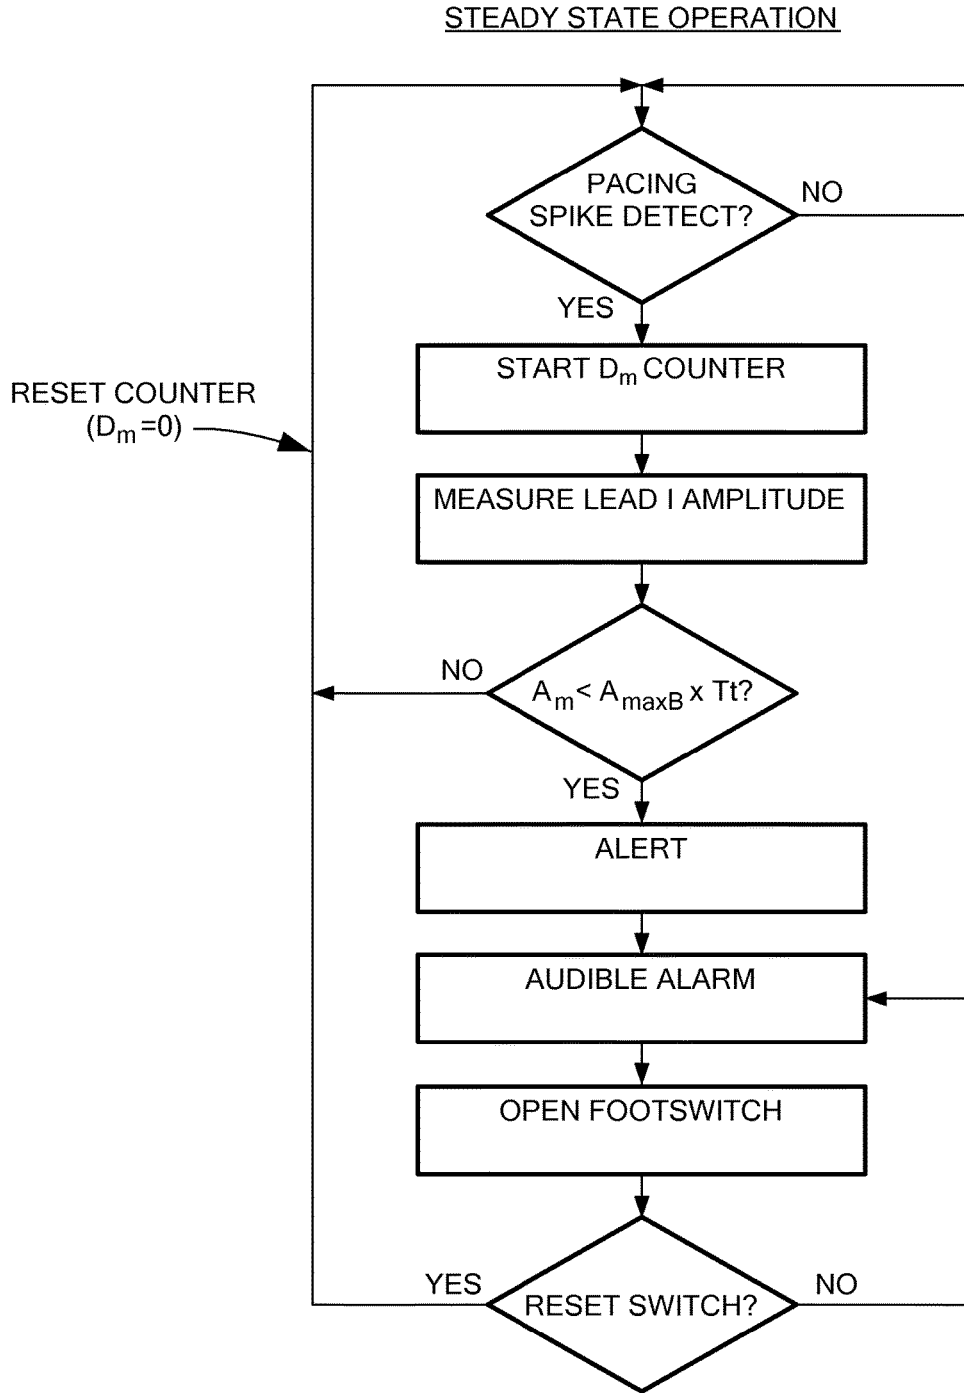 STEADY STATE OPERATION
PACING
SPIKE DETECT?
NO
YES
START Dm COUNTER
RESET COUNTER
(Dm=0)
MEASURE LEAD I AMPLITUDE
NO
Am< AmaxB x Tt?
YES
ALERT
AUDIBLE ALARM
OPEN FOOTSWITCH
YES
RESET SWITCH?
NO